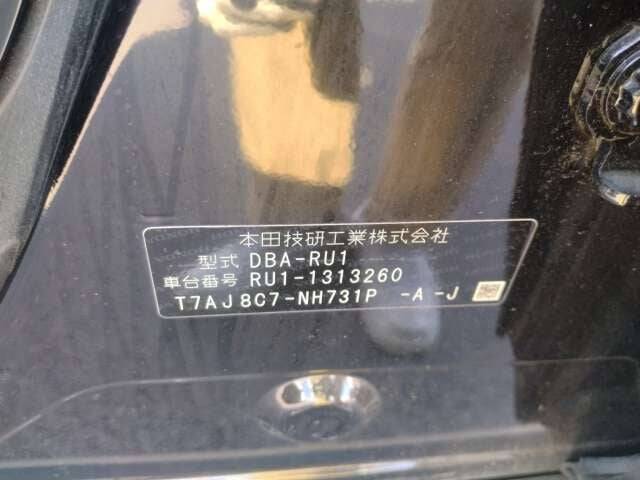 本田技研工業株式会社
型式 DBA-RU1
車台番号 RU1-1313260
T7AJ8C7-NH731P -A -J